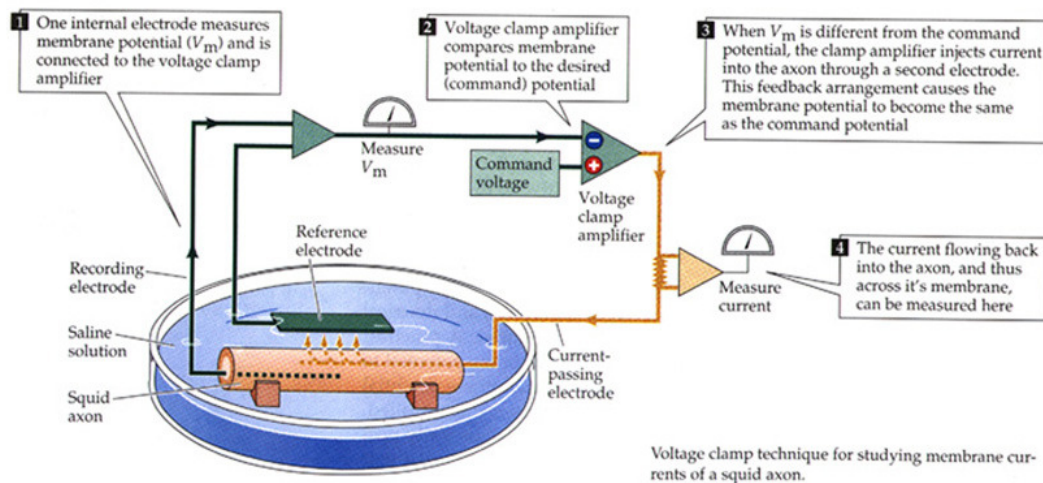 1 One internal electrode measures
membrane potential (Vm) and is
connected to the voltage clamp
amplifier
2 Voltage clamp amplifier
compares membrane
potential to the desired
(command) potential
3 When Vm is different from the command
potential, the clamp amplifier injects current
into the axon through a second electrode.
This feedback arrangement causes the
membrane potential to become the same
as the command potential
Measure
Vm
Command
voltage
−
+
Voltage
clamp
amplifier
Reference
electrode
Recording
electrode
Saline
solution
Squid
axon
Current-
passing
electrode
Measure
current
4 The current flowing back
into the axon, and thus
across it's membrane,
can be measured here
Voltage clamp technique for studying membrane cur-
rents of a squid axon.